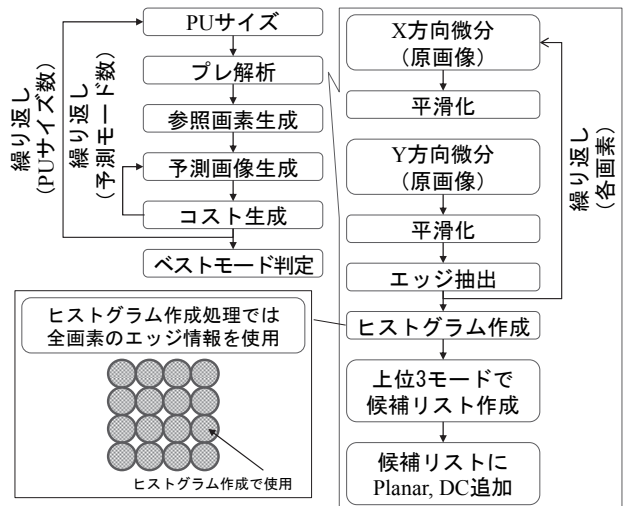 PUサイズ
プレ解析
参照画素生成
予測画像生成
コスト生成
ベストモード判定
繰り返し
(PUサイズ数)
繰り返し
(予測モード数)
X方向微分
(原画像)
平滑化
Y方向微分
(原画像)
平滑化
エッジ抽出
ヒストグラム作成
上位3モードで
候補リスト作成
候補リストに
Planar, DC追加
繰り返し
(各画素)
ヒストグラム作成処理では
全画素のエッジ情報を使用
ヒストグラム作成で使用